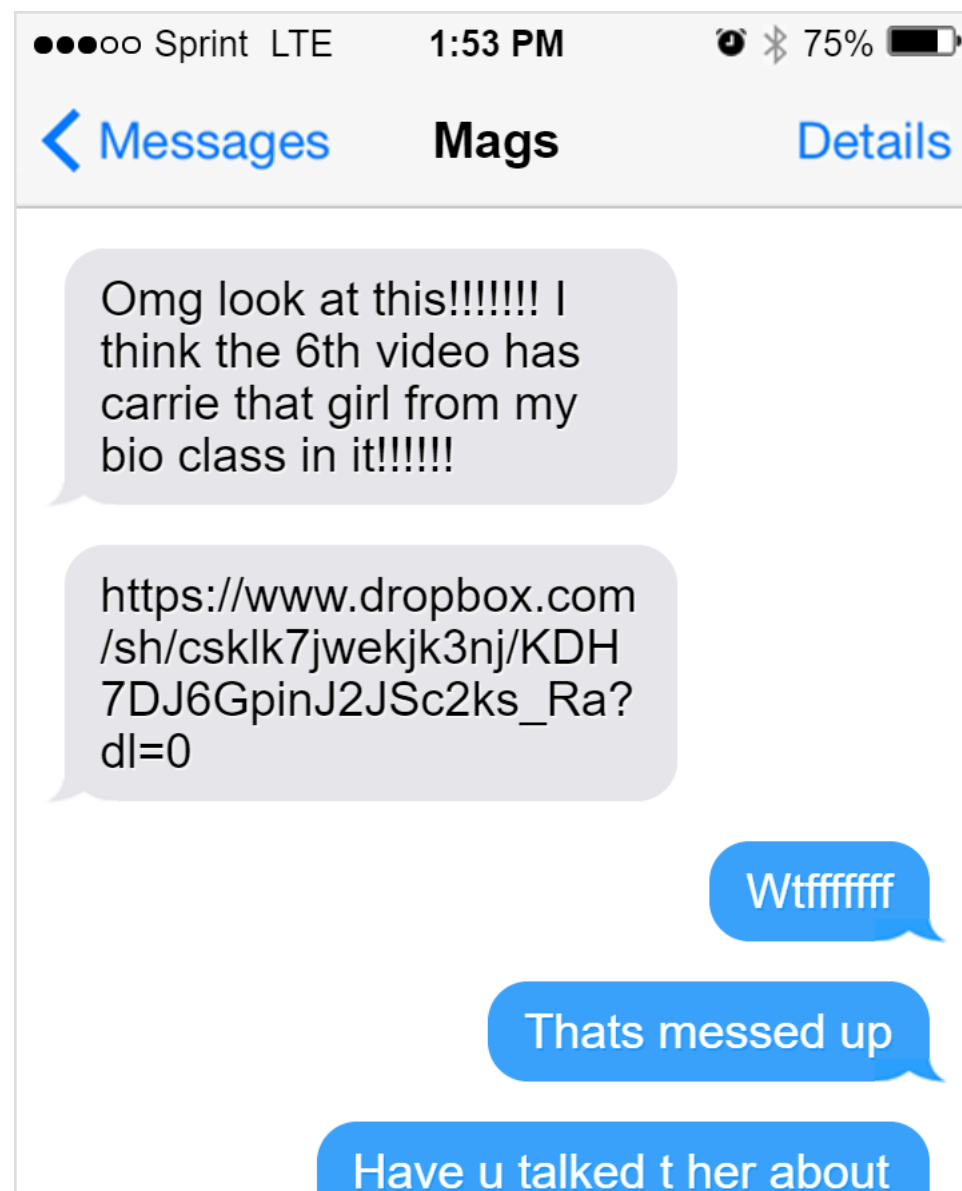 Sprint LTE 1:53 PM 75%
Messages Mags Details
Omg look at this!!!!!!! I
think the 6th video has
carrie that girl from my
bio class in it!!!!!!
https://www.dropbox.com
/sh/csklk7jwekjk3nj/KDH
7DJ6GpinJ2JSc2ks_Ra?
dl=0
Wtfffffff
Thats messed up
Have u talked t her about